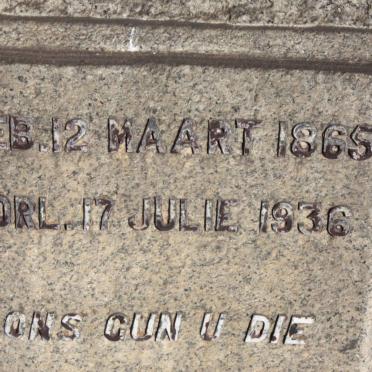 EB. 12 MAART 1865
ORL. 17 JULIE 1936
ONS GUN U DIE